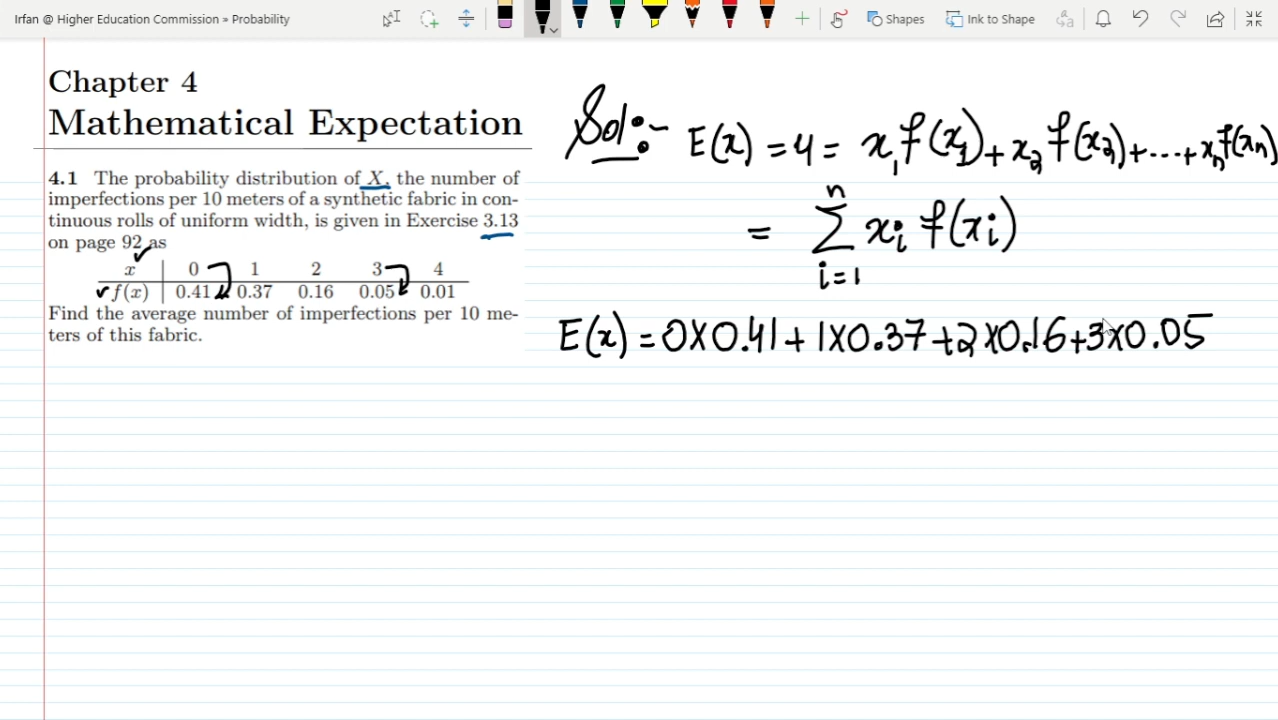 Irfan @ Higher Education Commission » Probability
Shapes
Ink to Shape
Chapter 4
Mathematical Expectation
4.1 The probability distribution of X, the number of
imperfections per 10 meters of a synthetic fabric in con-
tinuous rolls of uniform width, is given in Exercise 3.13
on page 92 as
x 0 1 2 3 4
f(x) 0.41 0.37 0.16 0.05 0.01
Find the average number of imperfections per 10 me-
ters of this fabric.
Sol:-
E(x) = 4 = x₁f(x₁) + x₂f(x₂) + ... + xₙf(xₙ)
= ∑ᵢ₌₁ⁿ xᵢ f(xᵢ)
E(x) = 0×0.41 + 1×0.37 + 2×0.16 + 3×0.05